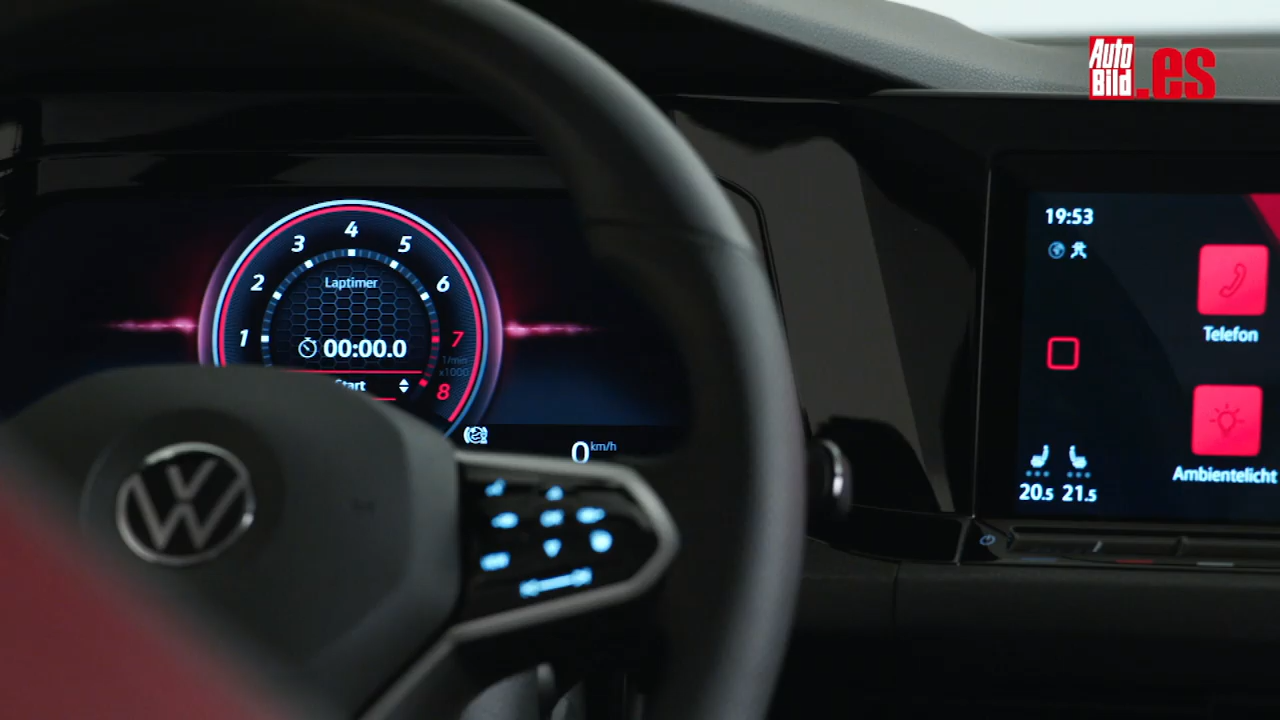 Auto
Bild
.es
4
3
5
2
6
Laptimer
1
7
00:00.0
1/min
x1000
Start
8
0 km/h
19:53
Telefon
Ambientelicht
20.5 21.5